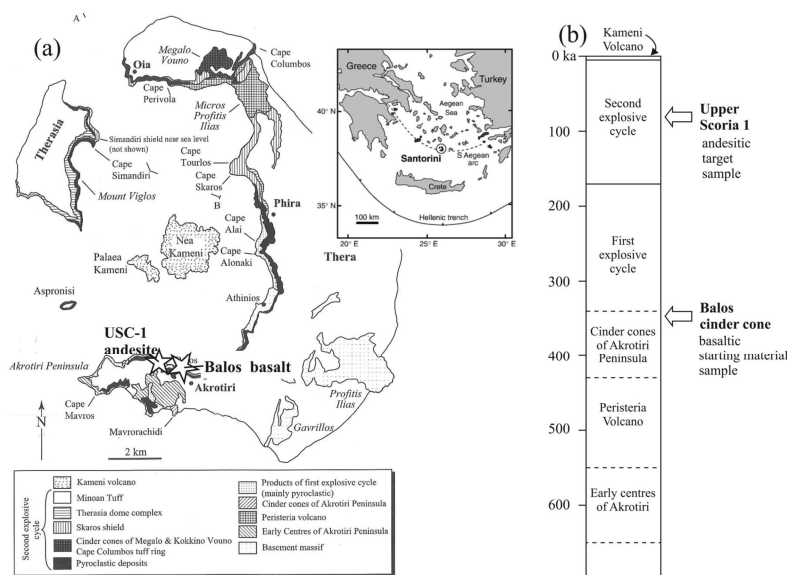 A
(a)
Megalo
Vouno
Cape
Columbos
Oia
Cape
Perivola
Micros
Profitis
Ilias
Therasia
Simandiri shield near sea level
(not shown)
Cape
Simandiri
Mount Viglos
Cape
Tourlos
Cape
Skaros
B
Phira
Cape
Alai
Nea
Kameni
Palaea
Kameni
Cape
Alonaki
Thera
Aspronisi
Athinios
USC-1
andesite
os
Balos basalt
Akrotiri Peninsula
Akrotiri
Cape
Mavros
Mavrorachidi
Profitis
Ilias
Gavrillos
N
2 km
Greece
Turkey
Aegean
Sea
40°N
Santorini
S Aegean
arc
Crete
35°N
100 km
Hellenic trench
20°E
25°E
30°E
Second explosive
cycle
Kameni volcano
Minoan Tuff
Therasia dome complex
Skaros shield
Cinder cones of Megalo & Kokkino Vouno
Cape Columbos tuff ring
Pyroclastic deposits
Products of first explosive cycle
(mainly pyroclastic)
Cinder cones of Akrotiri Peninsula
Peristeria volcano
Early Centres of Akrotiri Peninsula
Basement massif
(b)
Kameni
Volcano
0 ka
100
200
300
400
500
600
Second
explosive
cycle
First
explosive
cycle
Cinder cones
of Akrotiri
Peninsula
Peristeria
Volcano
Early centres
of Akrotiri
Upper
Scoria 1
andesitic
target
sample
Balos
cinder cone
basaltic
starting material
sample